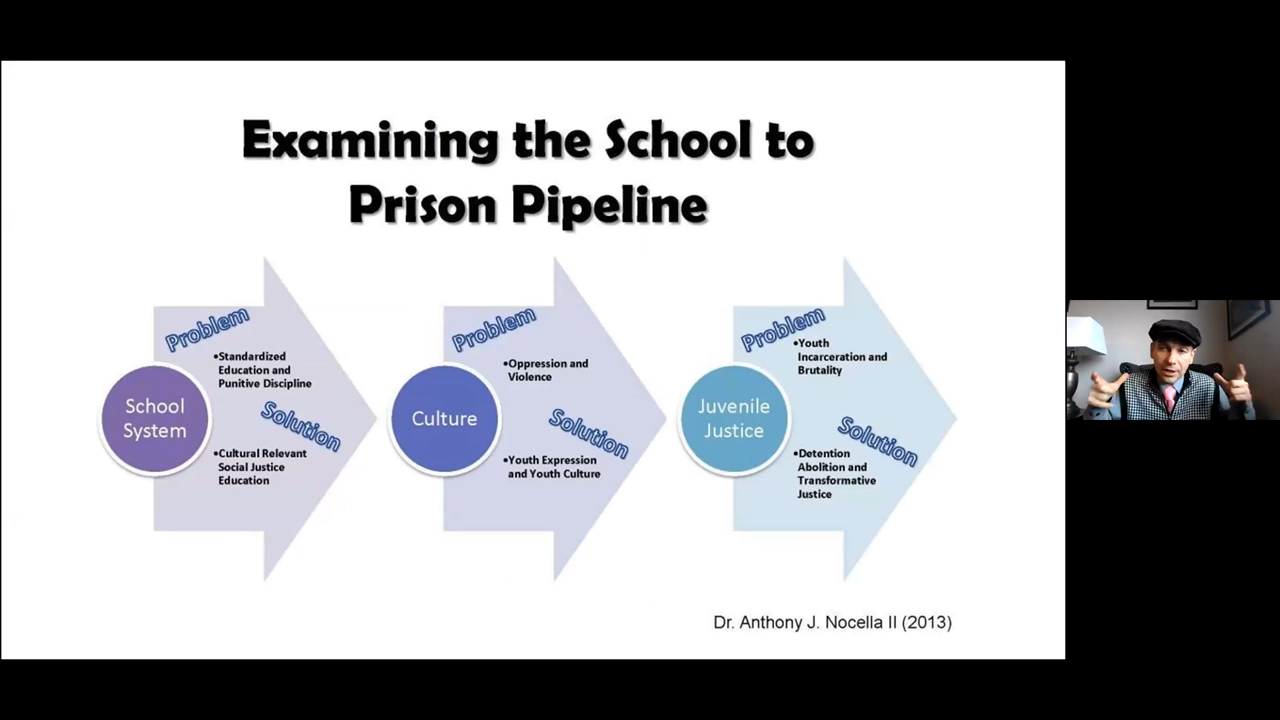 Examining the School to
Prison Pipeline
Problem
•Standardized
Education and
Punitive Discipline
School
System
Solution
•Cultural Relevant
Social Justice
Education
Problem
•Oppression and
Violence
Culture
Solution
•Youth Expression
and Youth Culture
Problem
•Youth
Incarceration and
Brutality
Juvenile
Justice
Solution
•Detention
Abolition and
Transformative
Justice
Dr. Anthony J. Nocella II (2013)